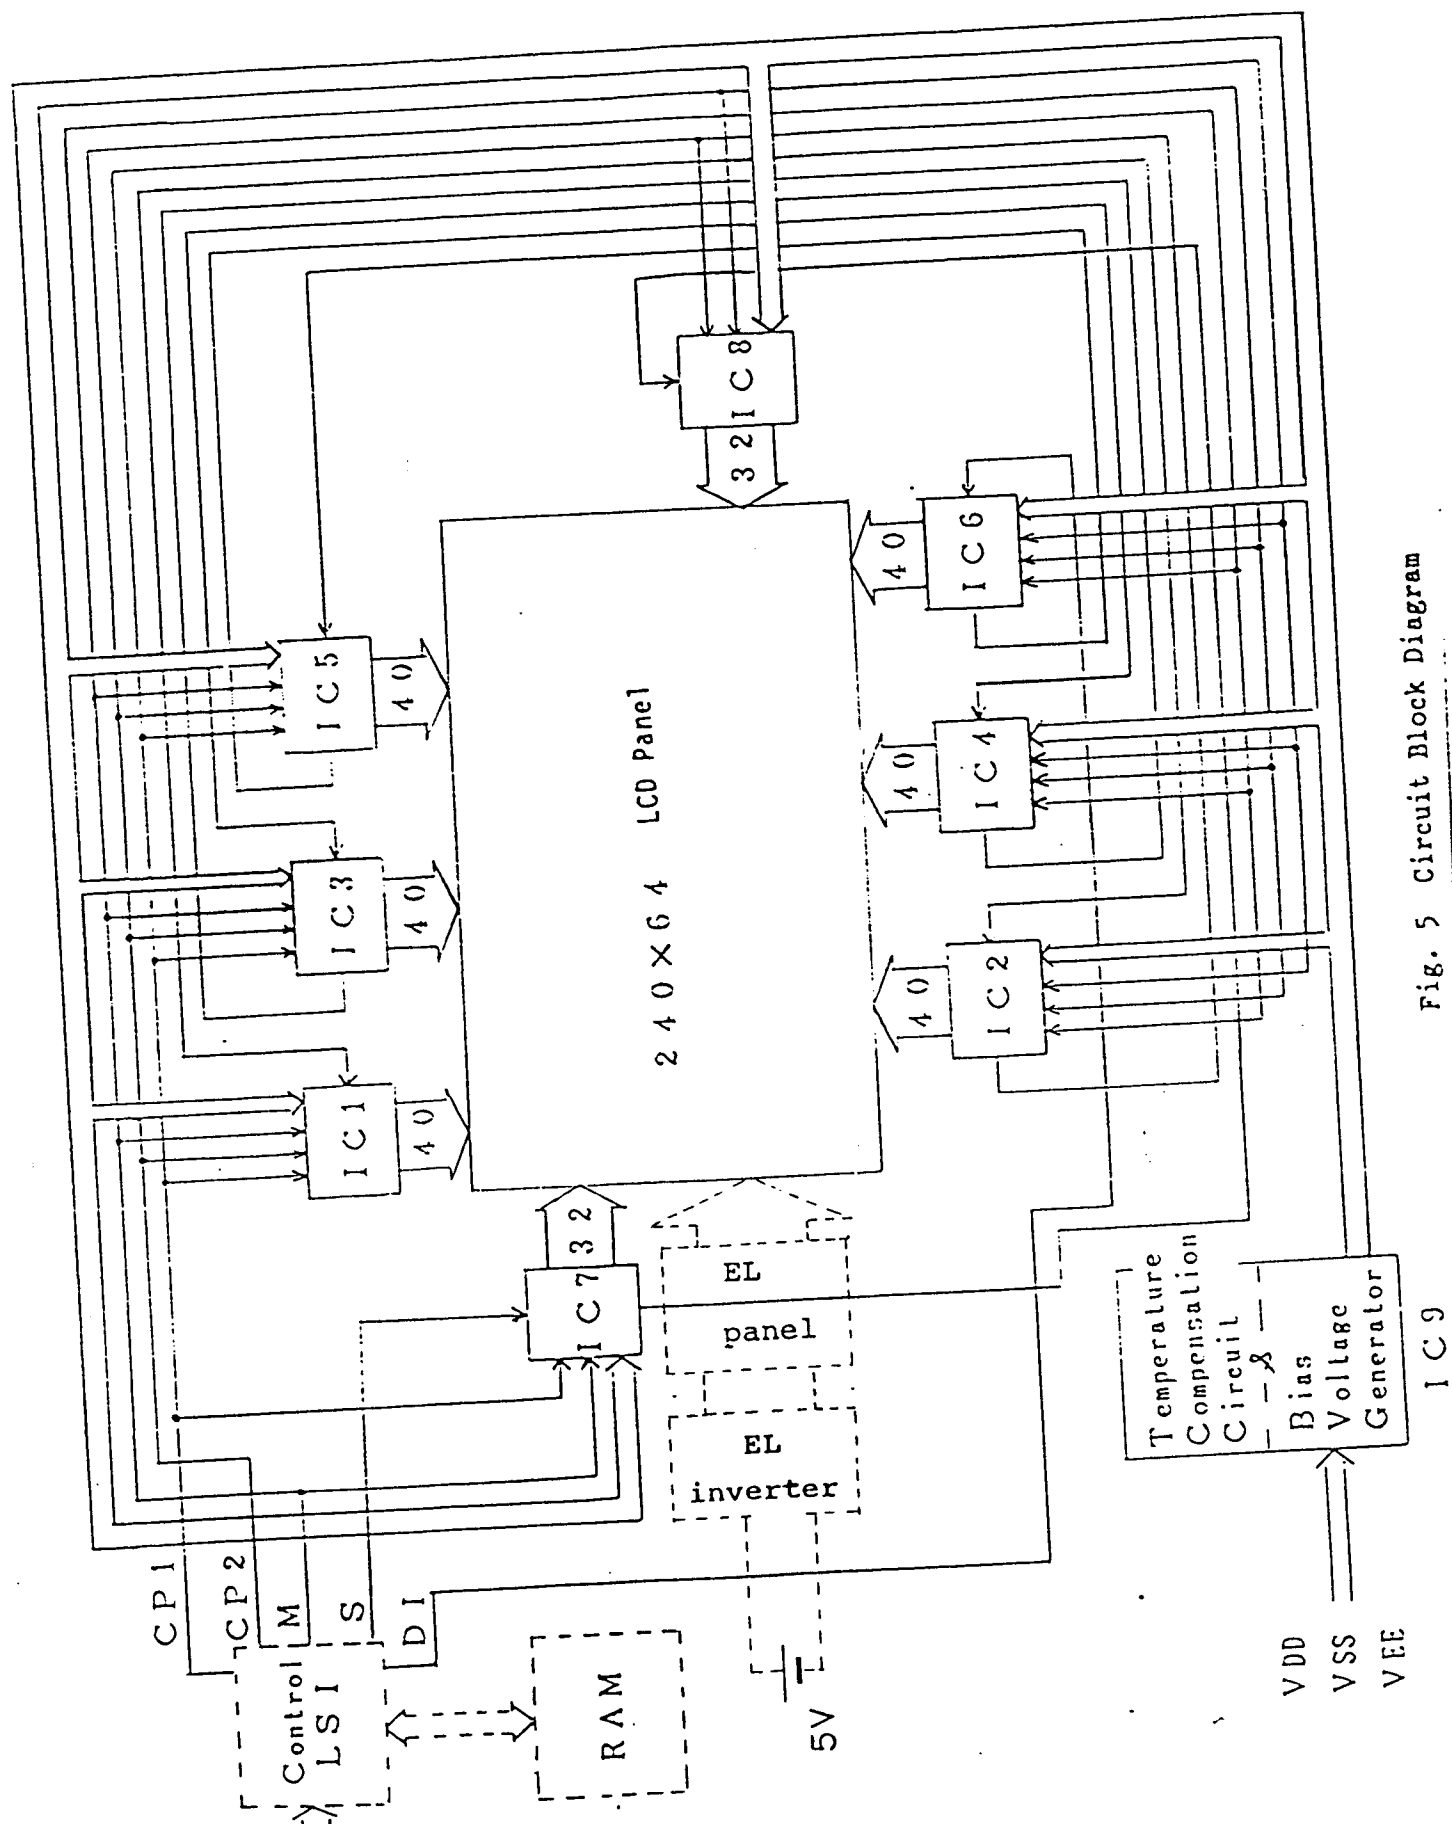 CP1
CP2
M
S
DI
Control
LSI
RAM
5V
EL
inverter
EL
panel
IC7
32
IC1
40
IC3
40
IC5
40
240×64 LCD Panel
IC8
32
IC2
40
IC4
40
IC6
40
Temperature
Compensation
Circuit
&
Bias
Voltage
Generator
IC9
VDD
VSS
VEE
Fig. 5 Circuit Block Diagram